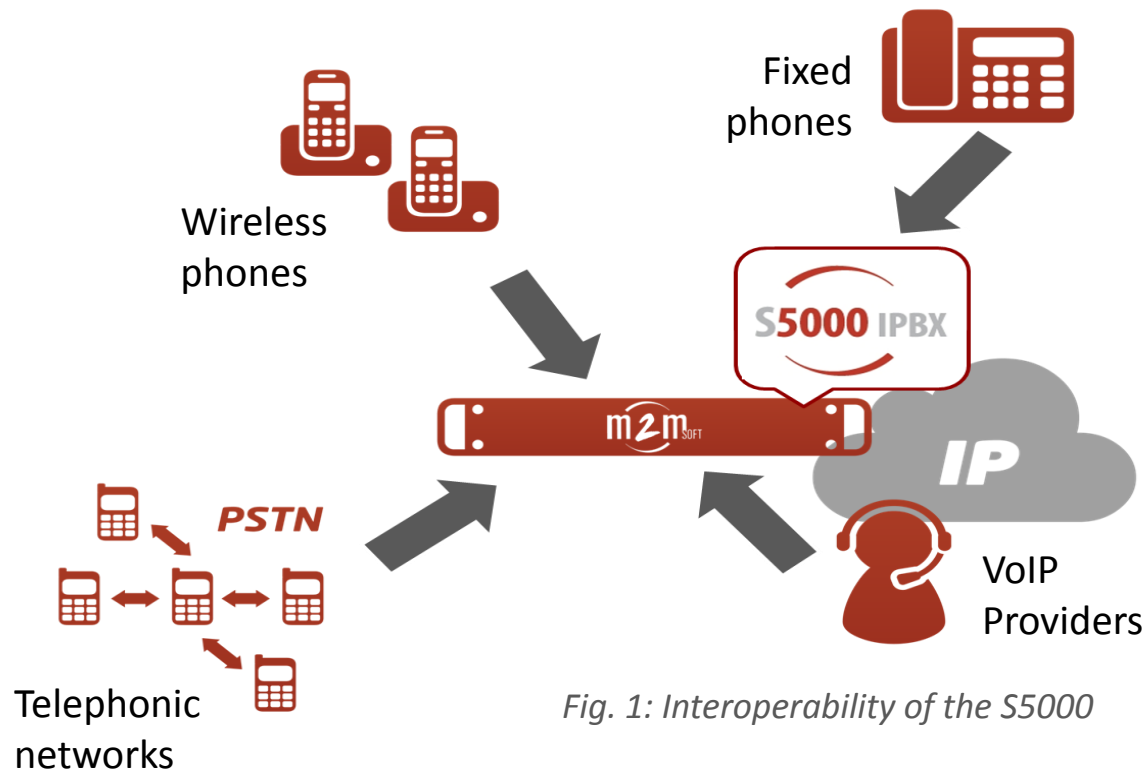 Fixed
phones
Wireless
phones
S5000 IPBX
m2m SOFT
IP
PSTN
VoIP
Providers
Telephonic
networks
Fig. 1: Interoperability of the S5000